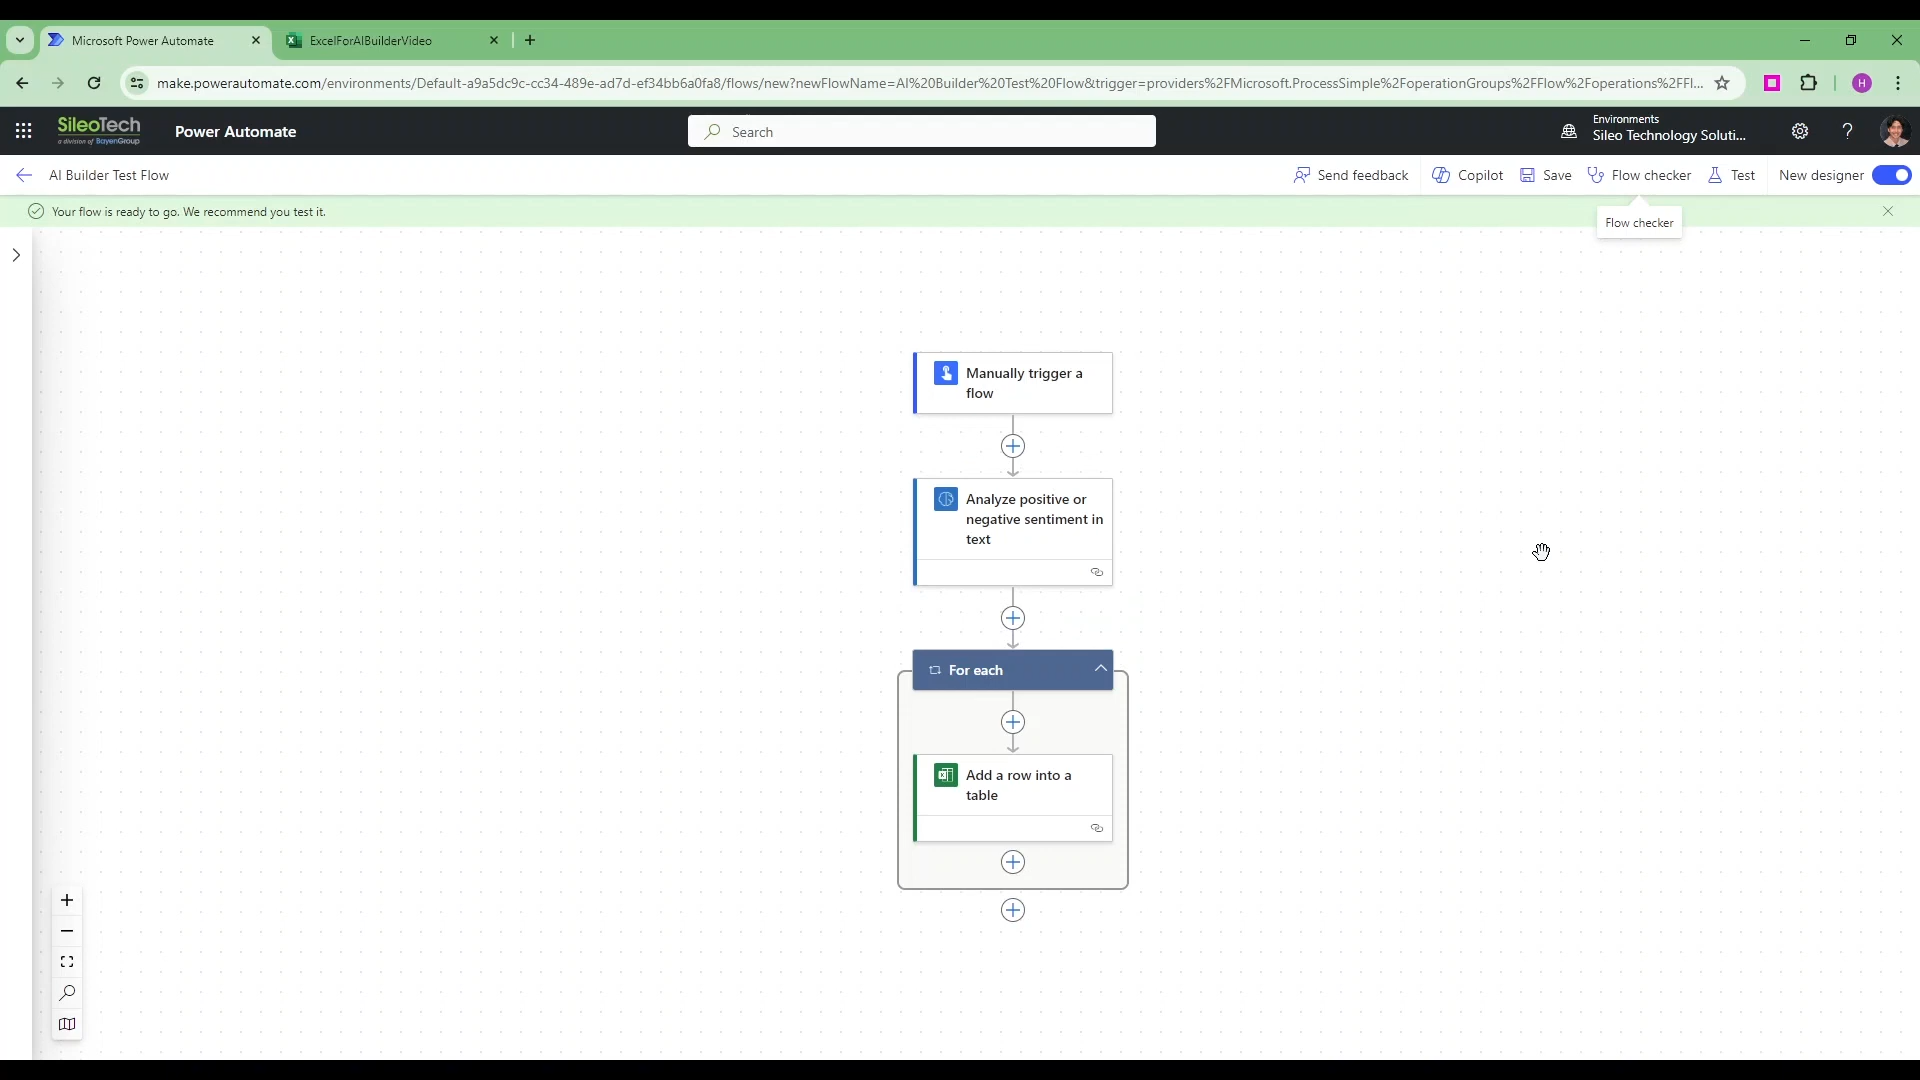 Microsoft Power Automate
ExcelForAIBuilderVideo
make.powerautomate.com/environments/Default-a9a5dc9c-cc34-489e-ad7d-ef34bb6a0fa8/flows/new?newFlowName=AI%20Builder%20Test%20Flow&trigger=providers%2FMicrosoft.ProcessSimple%2FoperationGroups%2FFlow%2Foperations%2FFl...
H
SileoTech
a division of BayenGroup
Power Automate
Search
Environments
Sileo Technology Soluti...
AI Builder Test Flow
Send feedback
Copilot
Save
Flow checker
Test
New designer
Your flow is ready to go. We recommend you test it.
Flow checker
Manually trigger a
flow
Analyze positive or
negative sentiment in
text
For each
Add a row into a
table